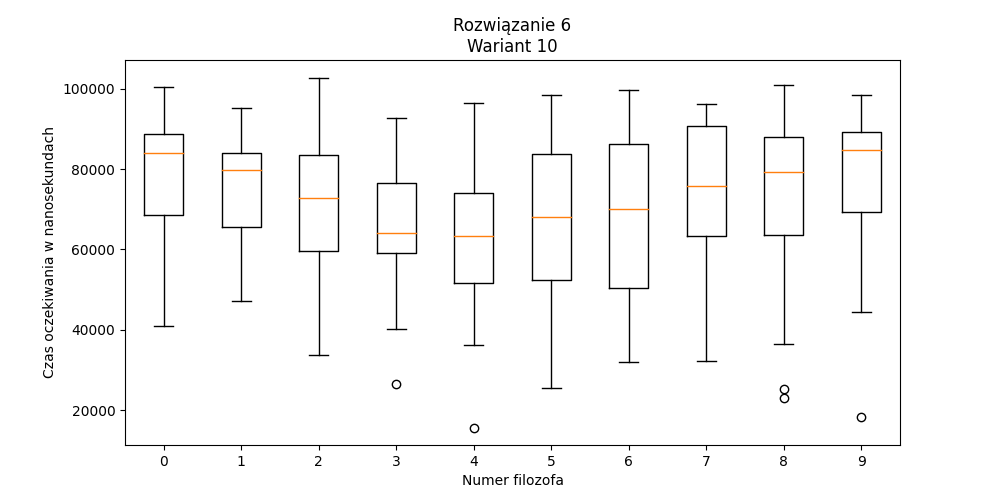 Rozwiązanie 6
Wariant 10
Czas oczekiwania w nanosekundach
100000
80000
60000
40000
20000
0 1 2 3 4 5 6 7 8 9
Numer filozofa